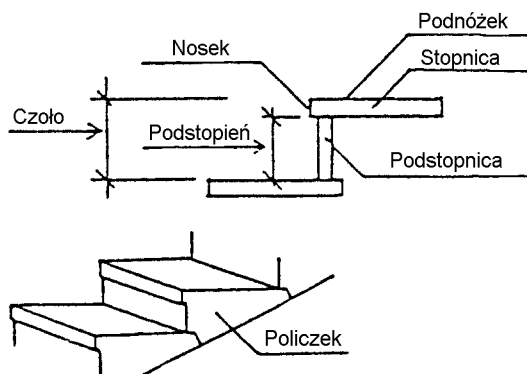 Podnóżek
Nosek
Stopnica
Czoło
Podstopień
Podstopnica
Policzek